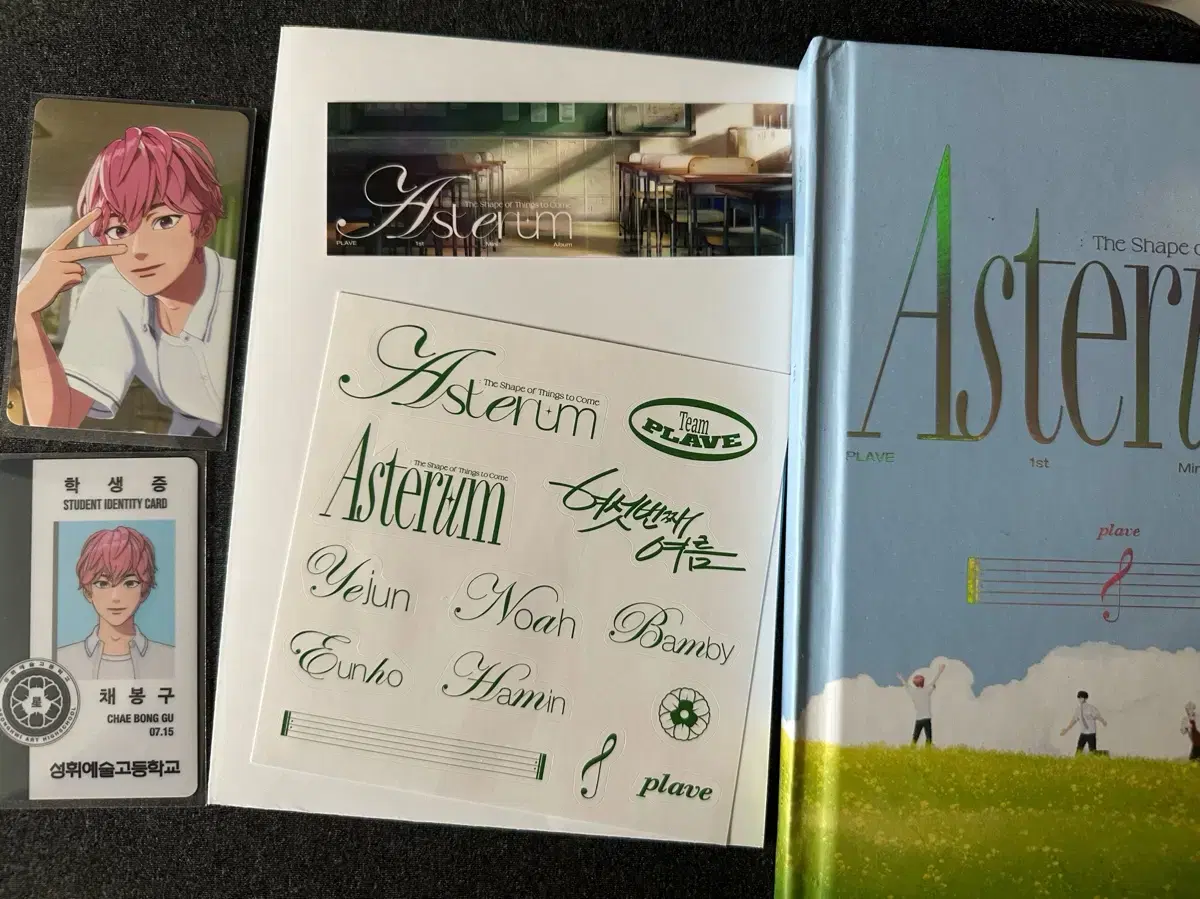 학생증
STUDENT IDENTITY CARD
채봉구
CHAE BONG GU
07.15
성휘예술고등학교
星
Asterum
The Shape of Things to Come
PLAVE
1st
Mini
Album
Asterum
The Shape of Things to Come
Team
PLAVE
Asterum
The Shape of Things to Come
여섯번째
여름
Yejun
Noah
Bamby
Eunho
Hamin
plave
The Shape
Aster
PLAVE
1st
plave